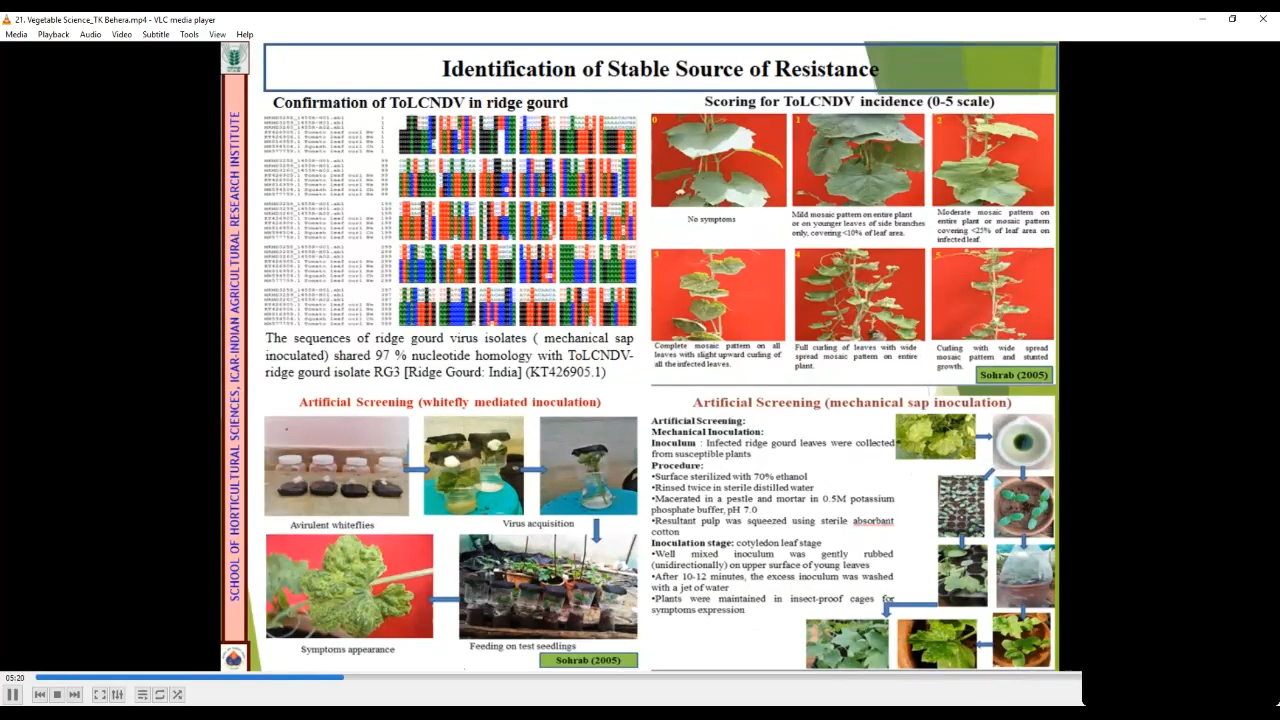 21. Vegetable Science_TK Behera.mp4 - VLC media player
Media Playback Audio Video Subtitle Tools View Help
SCHOOL OF HORTICULTURAL SCIENCES, ICAR-INDIAN AGRICULTURAL RESEARCH INSTITUTE
Identification of Stable Source of Resistance
Confirmation of ToLCNDV in ridge gourd
The sequences of ridge gourd virus isolates ( mechanical sap
inoculated) shared 97 % nucleotide homology with ToLCNDV-
ridge gourd isolate RG3 [Ridge Gourd: India] (KT426905.1)
Scoring for ToLCNDV incidence (0-5 scale)
0
1
2
No symptoms
Mild mosaic pattern on entire plant
or on younger leaves of side branches
only, covering <10% of leaf area.
Moderate mosaic pattern on
entire plant or mosaic pattern
covering <25% of leaf area on
infected leaf.
3
4
5
Complete mosaic pattern on all
leaves with slight upward curling of
all the infected leaves.
Full curling of leaves with wide
spread mosaic pattern on entire
plant.
Curling with wide spread
mosaic pattern and stunted
growth.
Sohrab (2005)
Artificial Screening (whitefly mediated inoculation)
Avirulent whiteflies
Virus acquisition
Symptoms appearance
Feeding on test seedlings
Sohrab (2005)
Artificial Screening (mechanical sap inoculation)
Artificial Screening:
Mechanical Inoculation:
Inoculum : Infected ridge gourd leaves were collected
from susceptible plants
Procedure:
•Surface sterilized with 70% ethanol
•Rinsed twice in sterile distilled water
•Macerated in a pestle and mortar in 0.5M potassium
phosphate buffer, pH 7.0
•Resultant pulp was squeezed using sterile absorbant
cotton
Inoculation stage: cotyledon leaf stage
•Well mixed inoculum was gently rubbed
(unidirectionally) on upper surface of young leaves
•After 10-12 minutes, the excess inoculum was washed
with a jet of water
•Plants were maintained in insect-proof cages for
symptoms expression
05:20